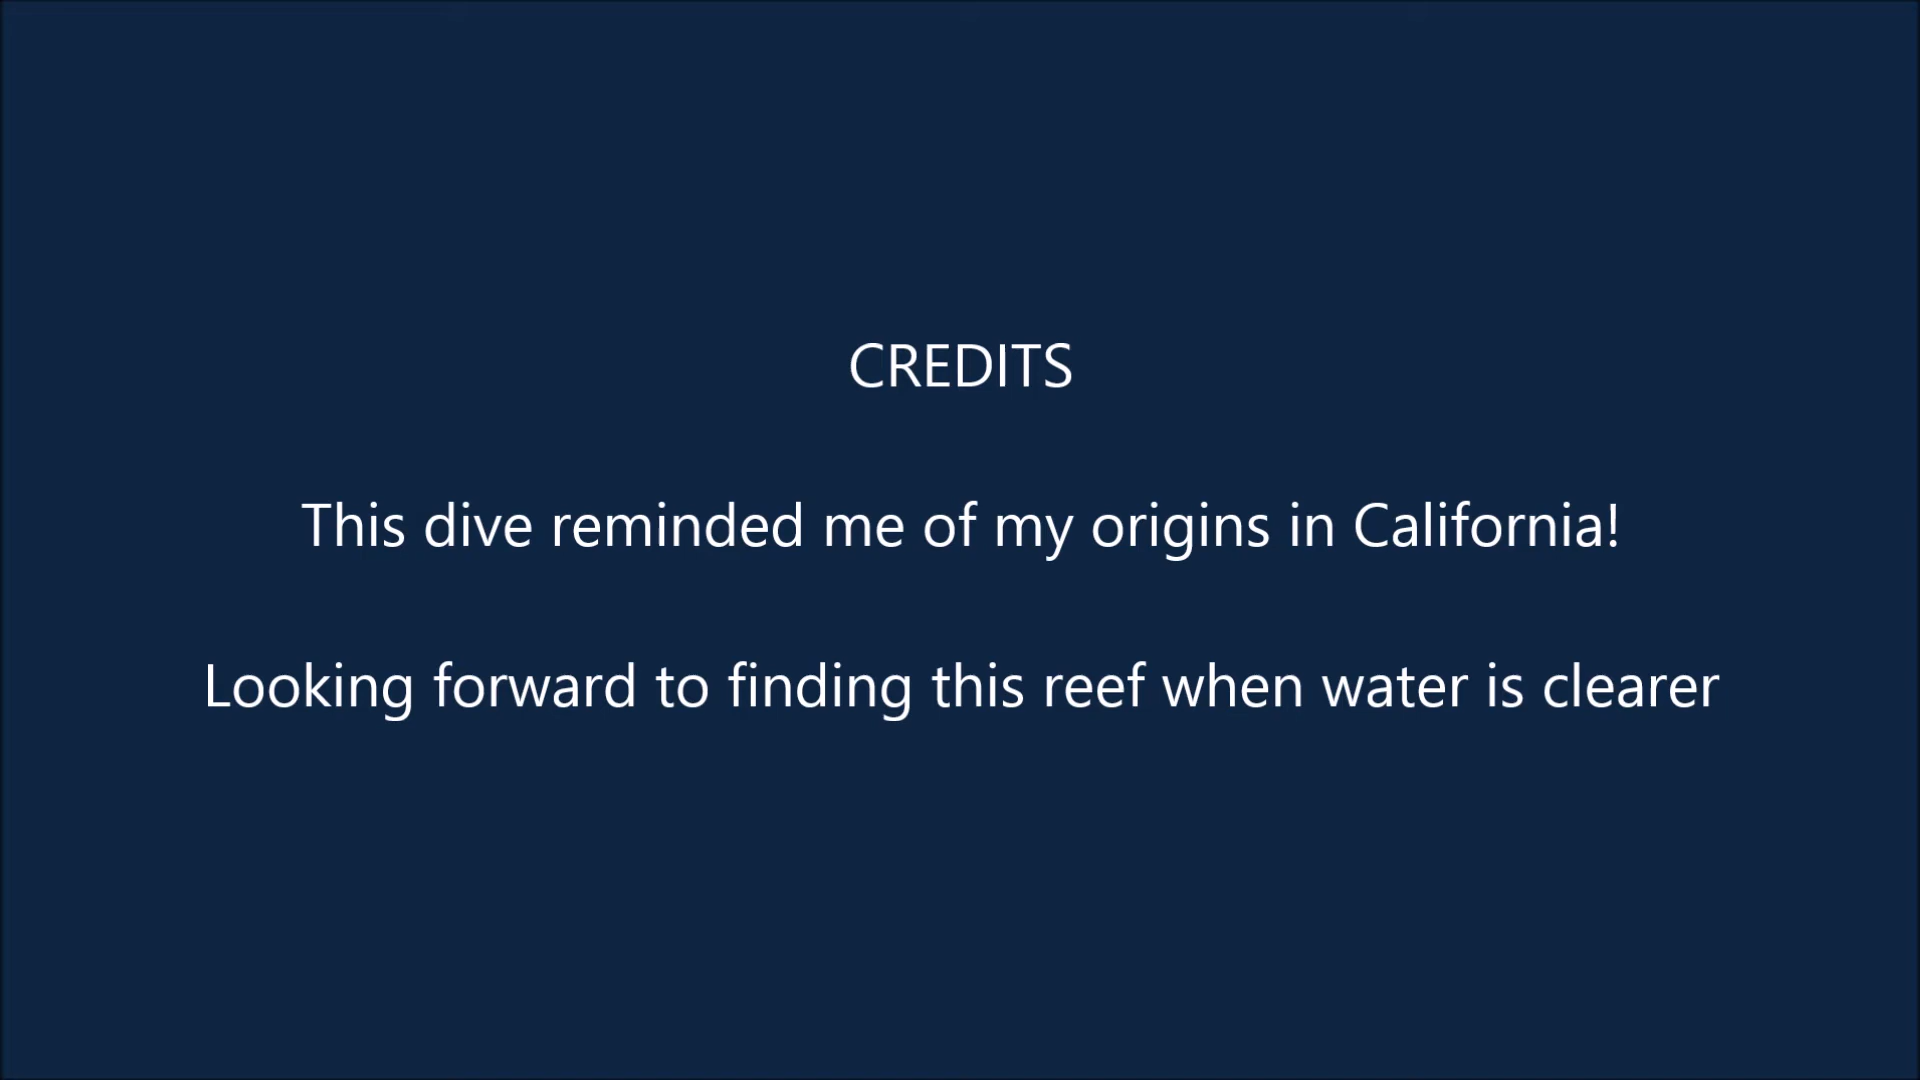 CREDITS
This dive reminded me of my origins in California!
Looking forward to finding this reef when water is clearer